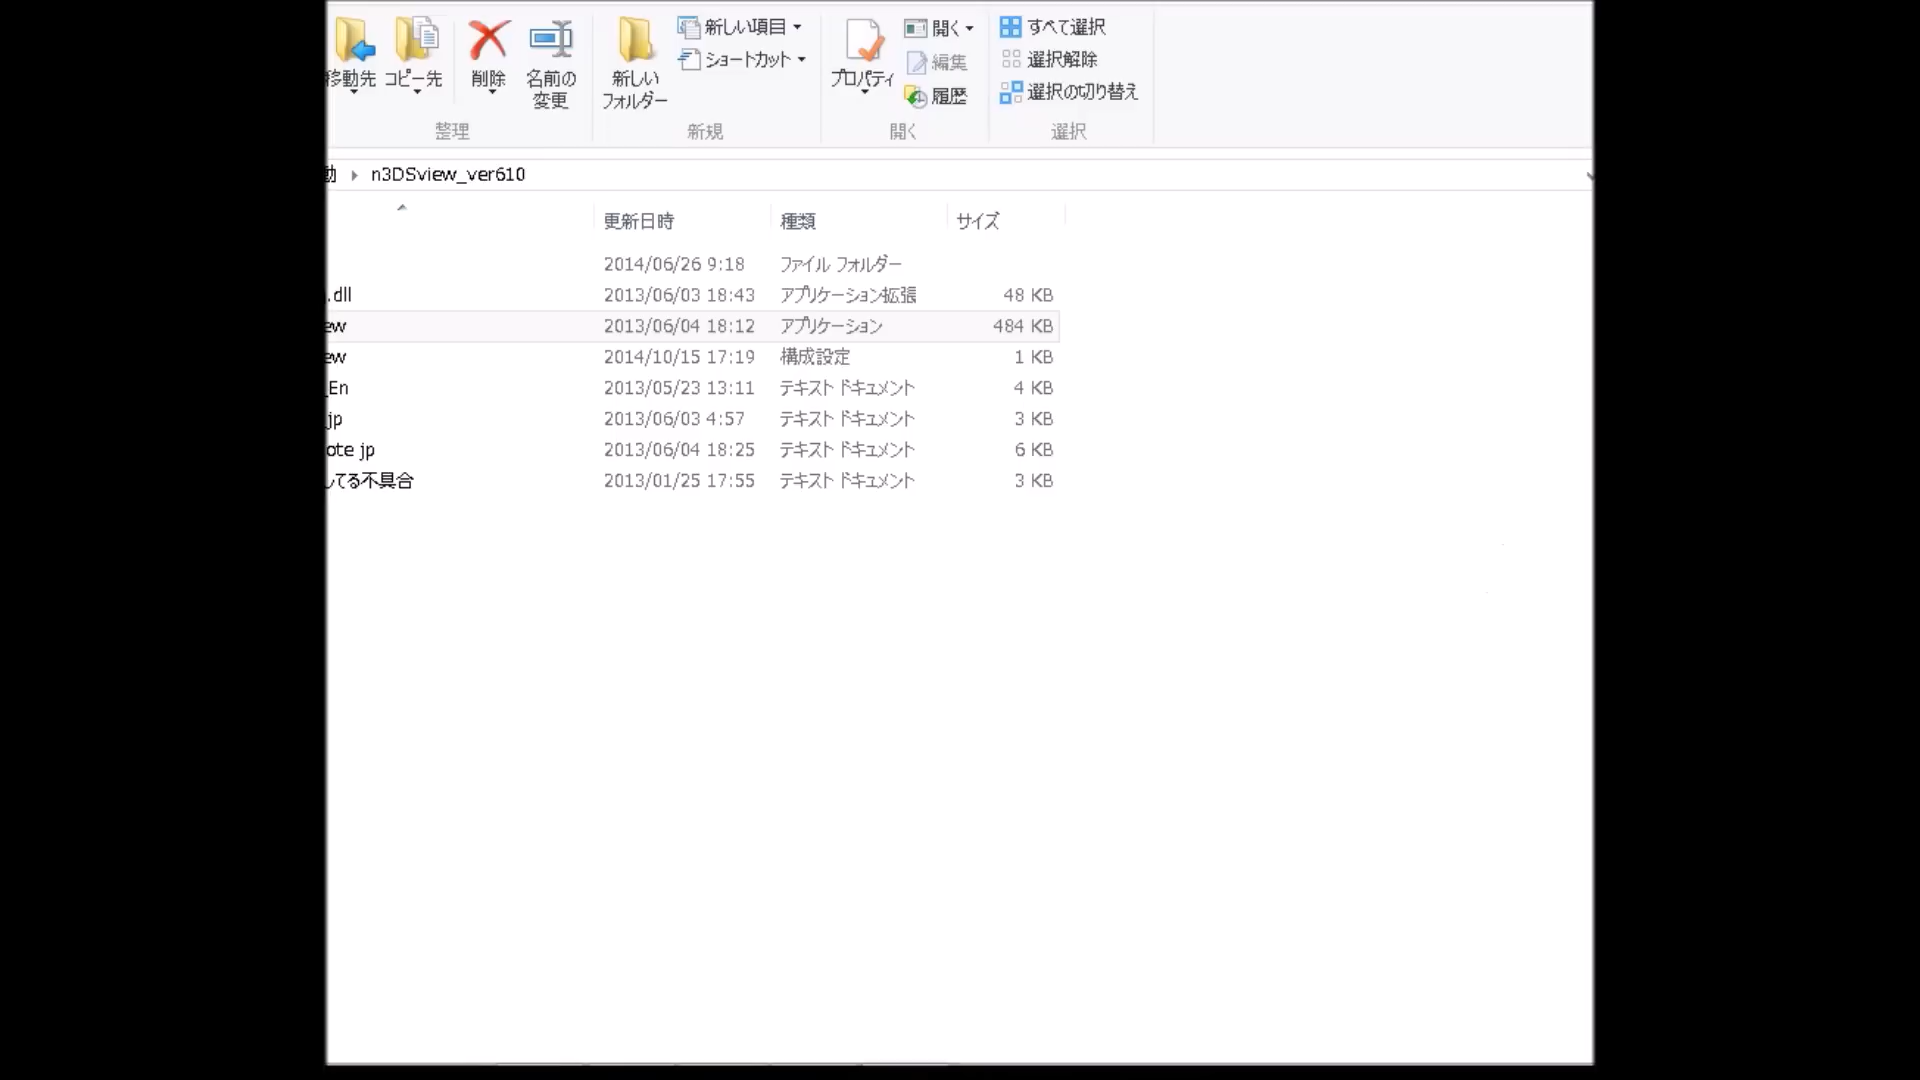 移動先 コピー先 削除 名前の変更 新しいフォルダー 新しい項目 ショートカット プロパティ 開く 編集 履歴 すべて選択 選択解除 選択の切り替え
整理 新規 開く 選択
動 n3DSview_ver610
更新日時 種類 サイズ
2014/06/26 9:18 ファイル フォルダー
.dll 2013/06/03 18:43 アプリケーション拡張 48 KB
ew 2013/06/04 18:12 アプリケーション 484 KB
ew 2014/10/15 17:19 構成設定 1 KB
_En 2013/05/23 13:11 テキスト ドキュメント 4 KB
jp 2013/06/03 4:57 テキスト ドキュメント 3 KB
ote jp 2013/06/04 18:25 テキスト ドキュメント 6 KB
してる不具合 2013/01/25 17:55 テキスト ドキュメント 3 KB